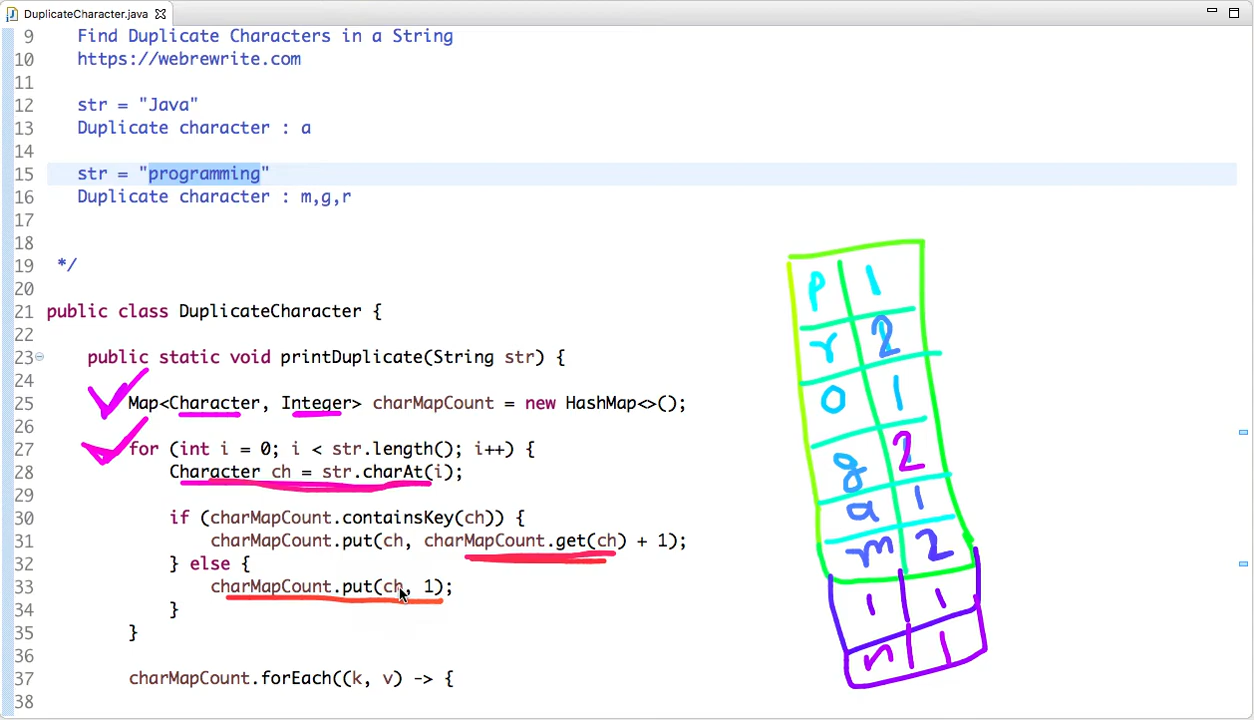 DuplicateCharacter.java
9 Find Duplicate Characters in a String
10 https://webrewrite.com
11
12 str = "Java"
13 Duplicate character : a
14
15 str = "programming"
16 Duplicate character : m,g,r
17
18
19 */
20
21 public class DuplicateCharacter {
22
23 public static void printDuplicate(String str) {
24
25 Map<Character, Integer> charMapCount = new HashMap<>();
26
27 for (int i = 0; i < str.length(); i++) {
28 Character ch = str.charAt(i);
29
30 if (charMapCount.containsKey(ch)) {
31 charMapCount.put(ch, charMapCount.get(ch) + 1);
32 } else {
33 charMapCount.put(ch, 1);
34 }
35 }
36
37 charMapCount.forEach((k, v) -> {
38
p 1
r 2
o 1
g 2
a 1
m 2
i 1
n 1